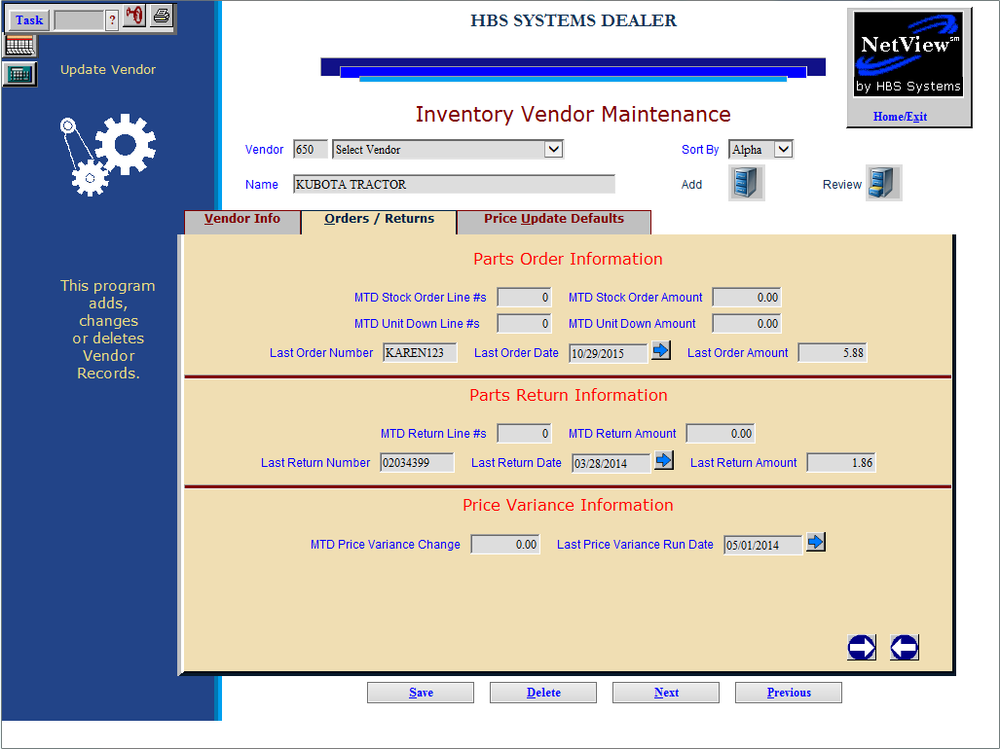 Task ?
HBS SYSTEMS DEALER
NetView℠
by HBS Systems
Home/Exit
Update Vendor
Inventory Vendor Maintenance
Vendor 650 Select Vendor Sort By Alpha
Name KUBOTA TRACTOR Add Review
Vendor Info Orders / Returns Price Update Defaults
This program
adds,
changes
or deletes
Vendor
Records.
Parts Order Information
MTD Stock Order Line #s 0 MTD Stock Order Amount 0.00
MTD Unit Down Line #s 0 MTD Unit Down Amount 0.00
Last Order Number KAREN123 Last Order Date 10/29/2015 Last Order Amount 5.88
Parts Return Information
MTD Return Line #s 0 MTD Return Amount 0.00
Last Return Number 02034399 Last Return Date 03/28/2014 Last Return Amount 1.86
Price Variance Information
MTD Price Variance Change 0.00 Last Price Variance Run Date 05/01/2014
Save Delete Next Previous